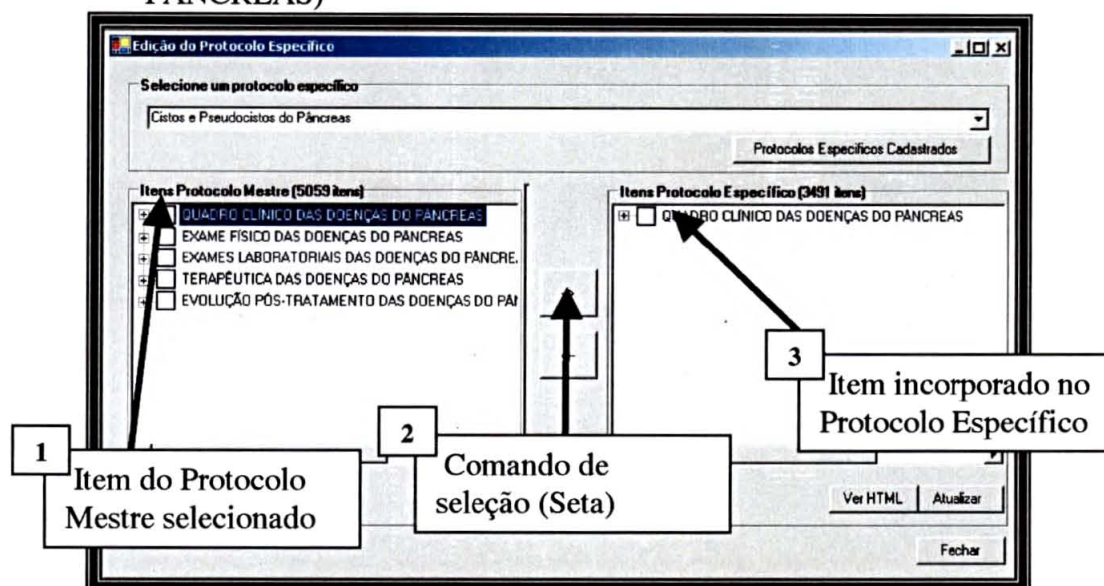 PÂNCREAS)
Edição do Protocolo Específico
Selecione um protocolo específico
Cistos e Pseudocistos do Pâncreas
Protocolos Específicos Cadastrados
Itens Protocolo Mestre (5059 itens)
QUADRO CLÍNICO DAS DOENÇAS DO PÂNCREAS
EXAME FÍSICO DAS DOENÇAS DO PÂNCREAS
EXAMES LABORATORIAIS DAS DOENÇAS DO PÂNCRE
TERAPÊUTICA DAS DOENÇAS DO PÂNCREAS
EVOLUÇÃO PÓS-TRATAMENTO DAS DOENÇAS DO PÂN
Itens Protocolo Específico (3491 itens)
QUADRO CLÍNICO DAS DOENÇAS DO PÂNCREAS
1
Item do Protocolo
Mestre selecionado
2
Comando de
seleção (Seta)
3
Item incorporado no
Protocolo Específico
Ver HTML
Atualizar
Fechar